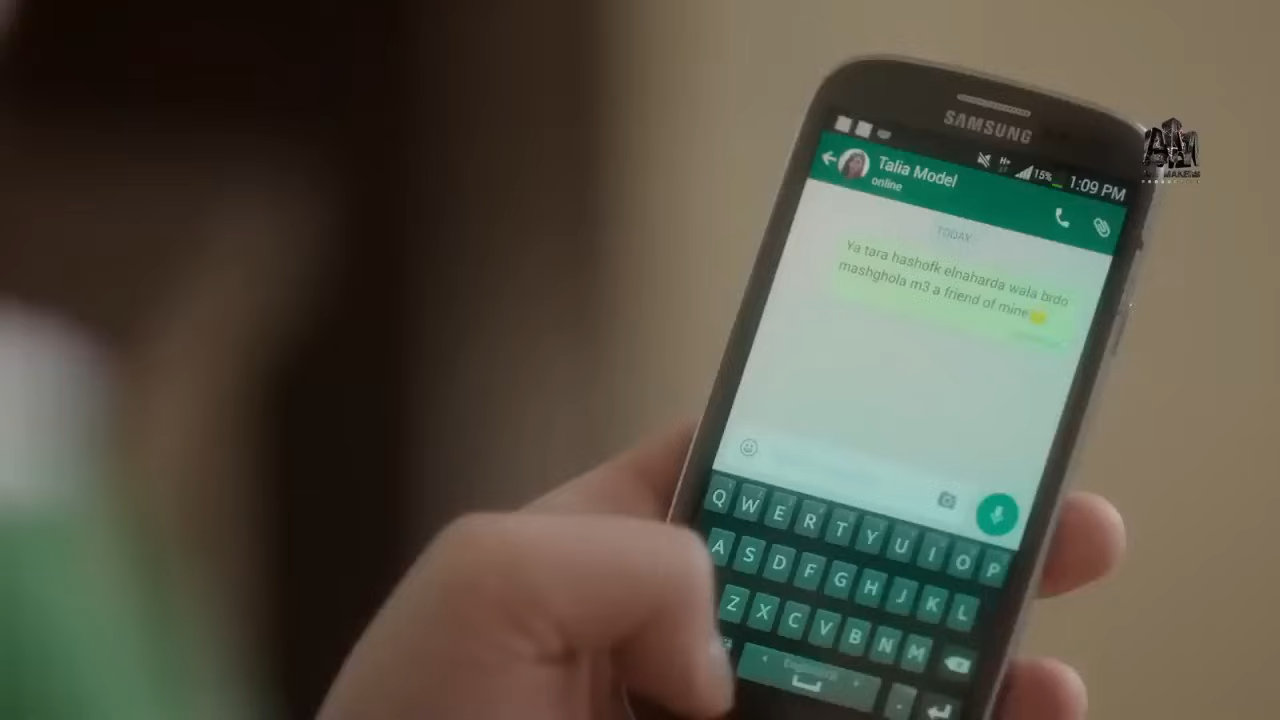 SAMSUNG
H+
15%
1:09 PM
Talia Model
online
TODAY
Ya tara hashofk elnaharda wala brdo
mashghola m3 a friend of mine
Q W E R T Y U I O P
A S D F G H J K L
Z X C V B N M